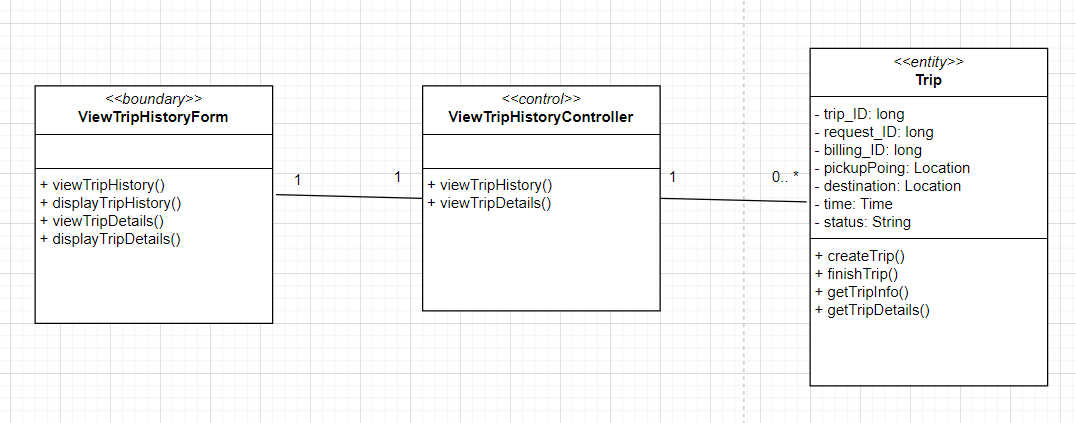 <<boundary>>
ViewTripHistoryForm
+ viewTripHistory()
+ displayTripHistory()
+ viewTripDetails()
+ displayTripDetails()
1
1
<<control>>
ViewTripHistoryController
+ viewTripHistory()
+ viewTripDetails()
1
0.. *
<<entity>>
Trip
- trip_ID: long
- request_ID: long
- billing_ID: long
- pickupPoing: Location
- destination: Location
- time: Time
- status: String
+ createTrip()
+ finishTrip()
+ getTripInfo()
+ getTripDetails()